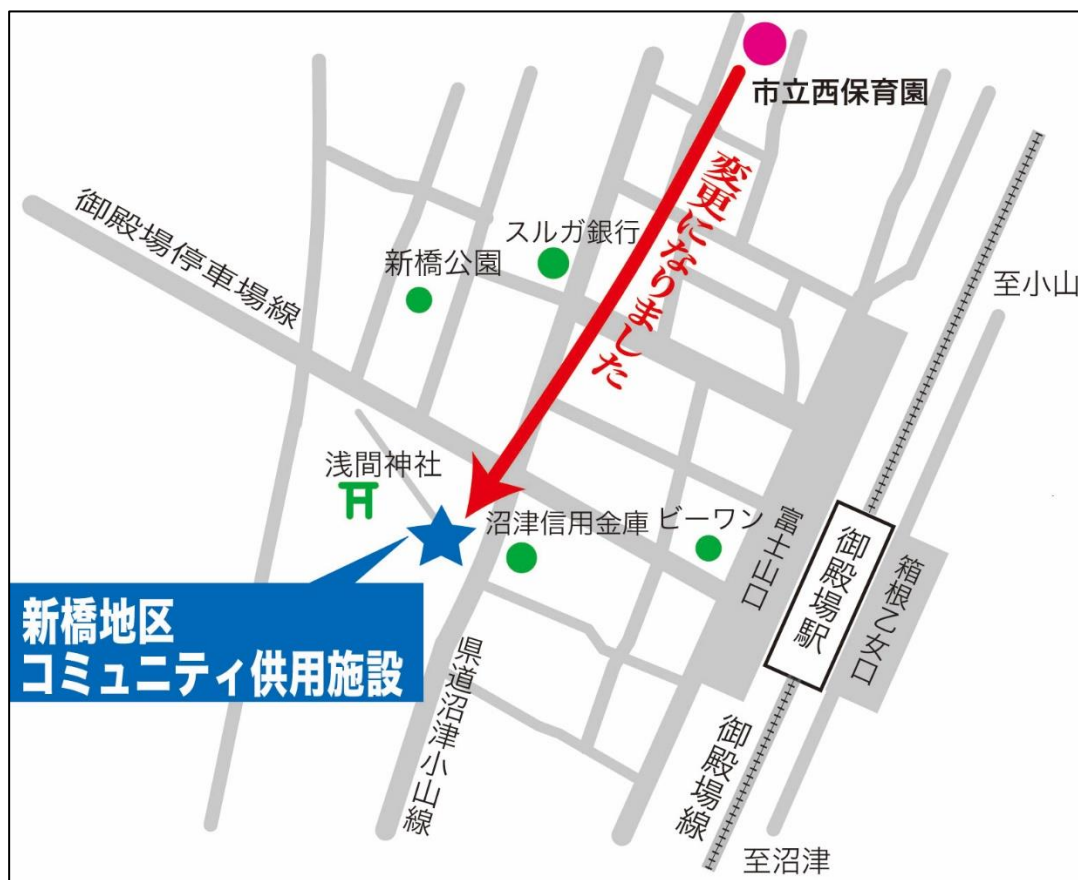 市立西保育園
変更になりました
スルガ銀行
新橋公園
御殿場停車場線
至小山
浅間神社
沼津信用金庫
ビーワン
富士山口
御殿場駅
箱根乙女口
新橋地区
コミュニティ供用施設
県道沼津小山線
御殿場線
至沼津